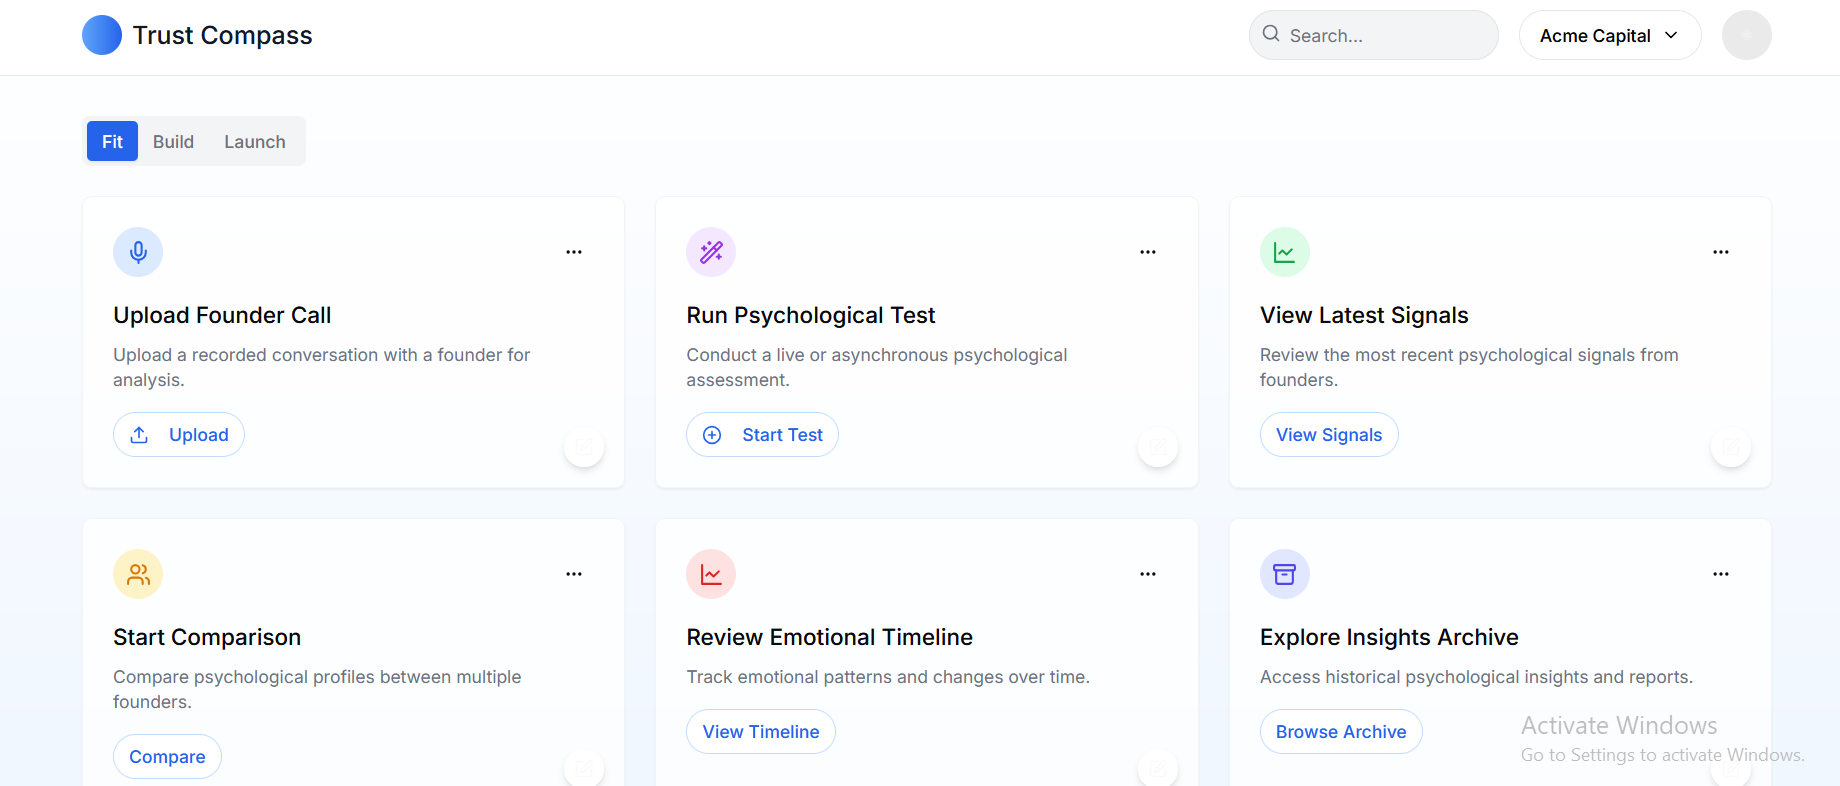 Trust Compass
Search...
Acme Capital
Fit
Build
Launch
Upload Founder Call
Upload a recorded conversation with a founder for
analysis.
Upload
Run Psychological Test
Conduct a live or asynchronous psychological
assessment.
Start Test
View Latest Signals
Review the most recent psychological signals from
founders.
View Signals
Start Comparison
Compare psychological profiles between multiple
founders.
Compare
Review Emotional Timeline
Track emotional patterns and changes over time.
View Timeline
Explore Insights Archive
Access historical psychological insights and reports.
Browse Archive
Activate Windows
Go to Settings to activate Windows.